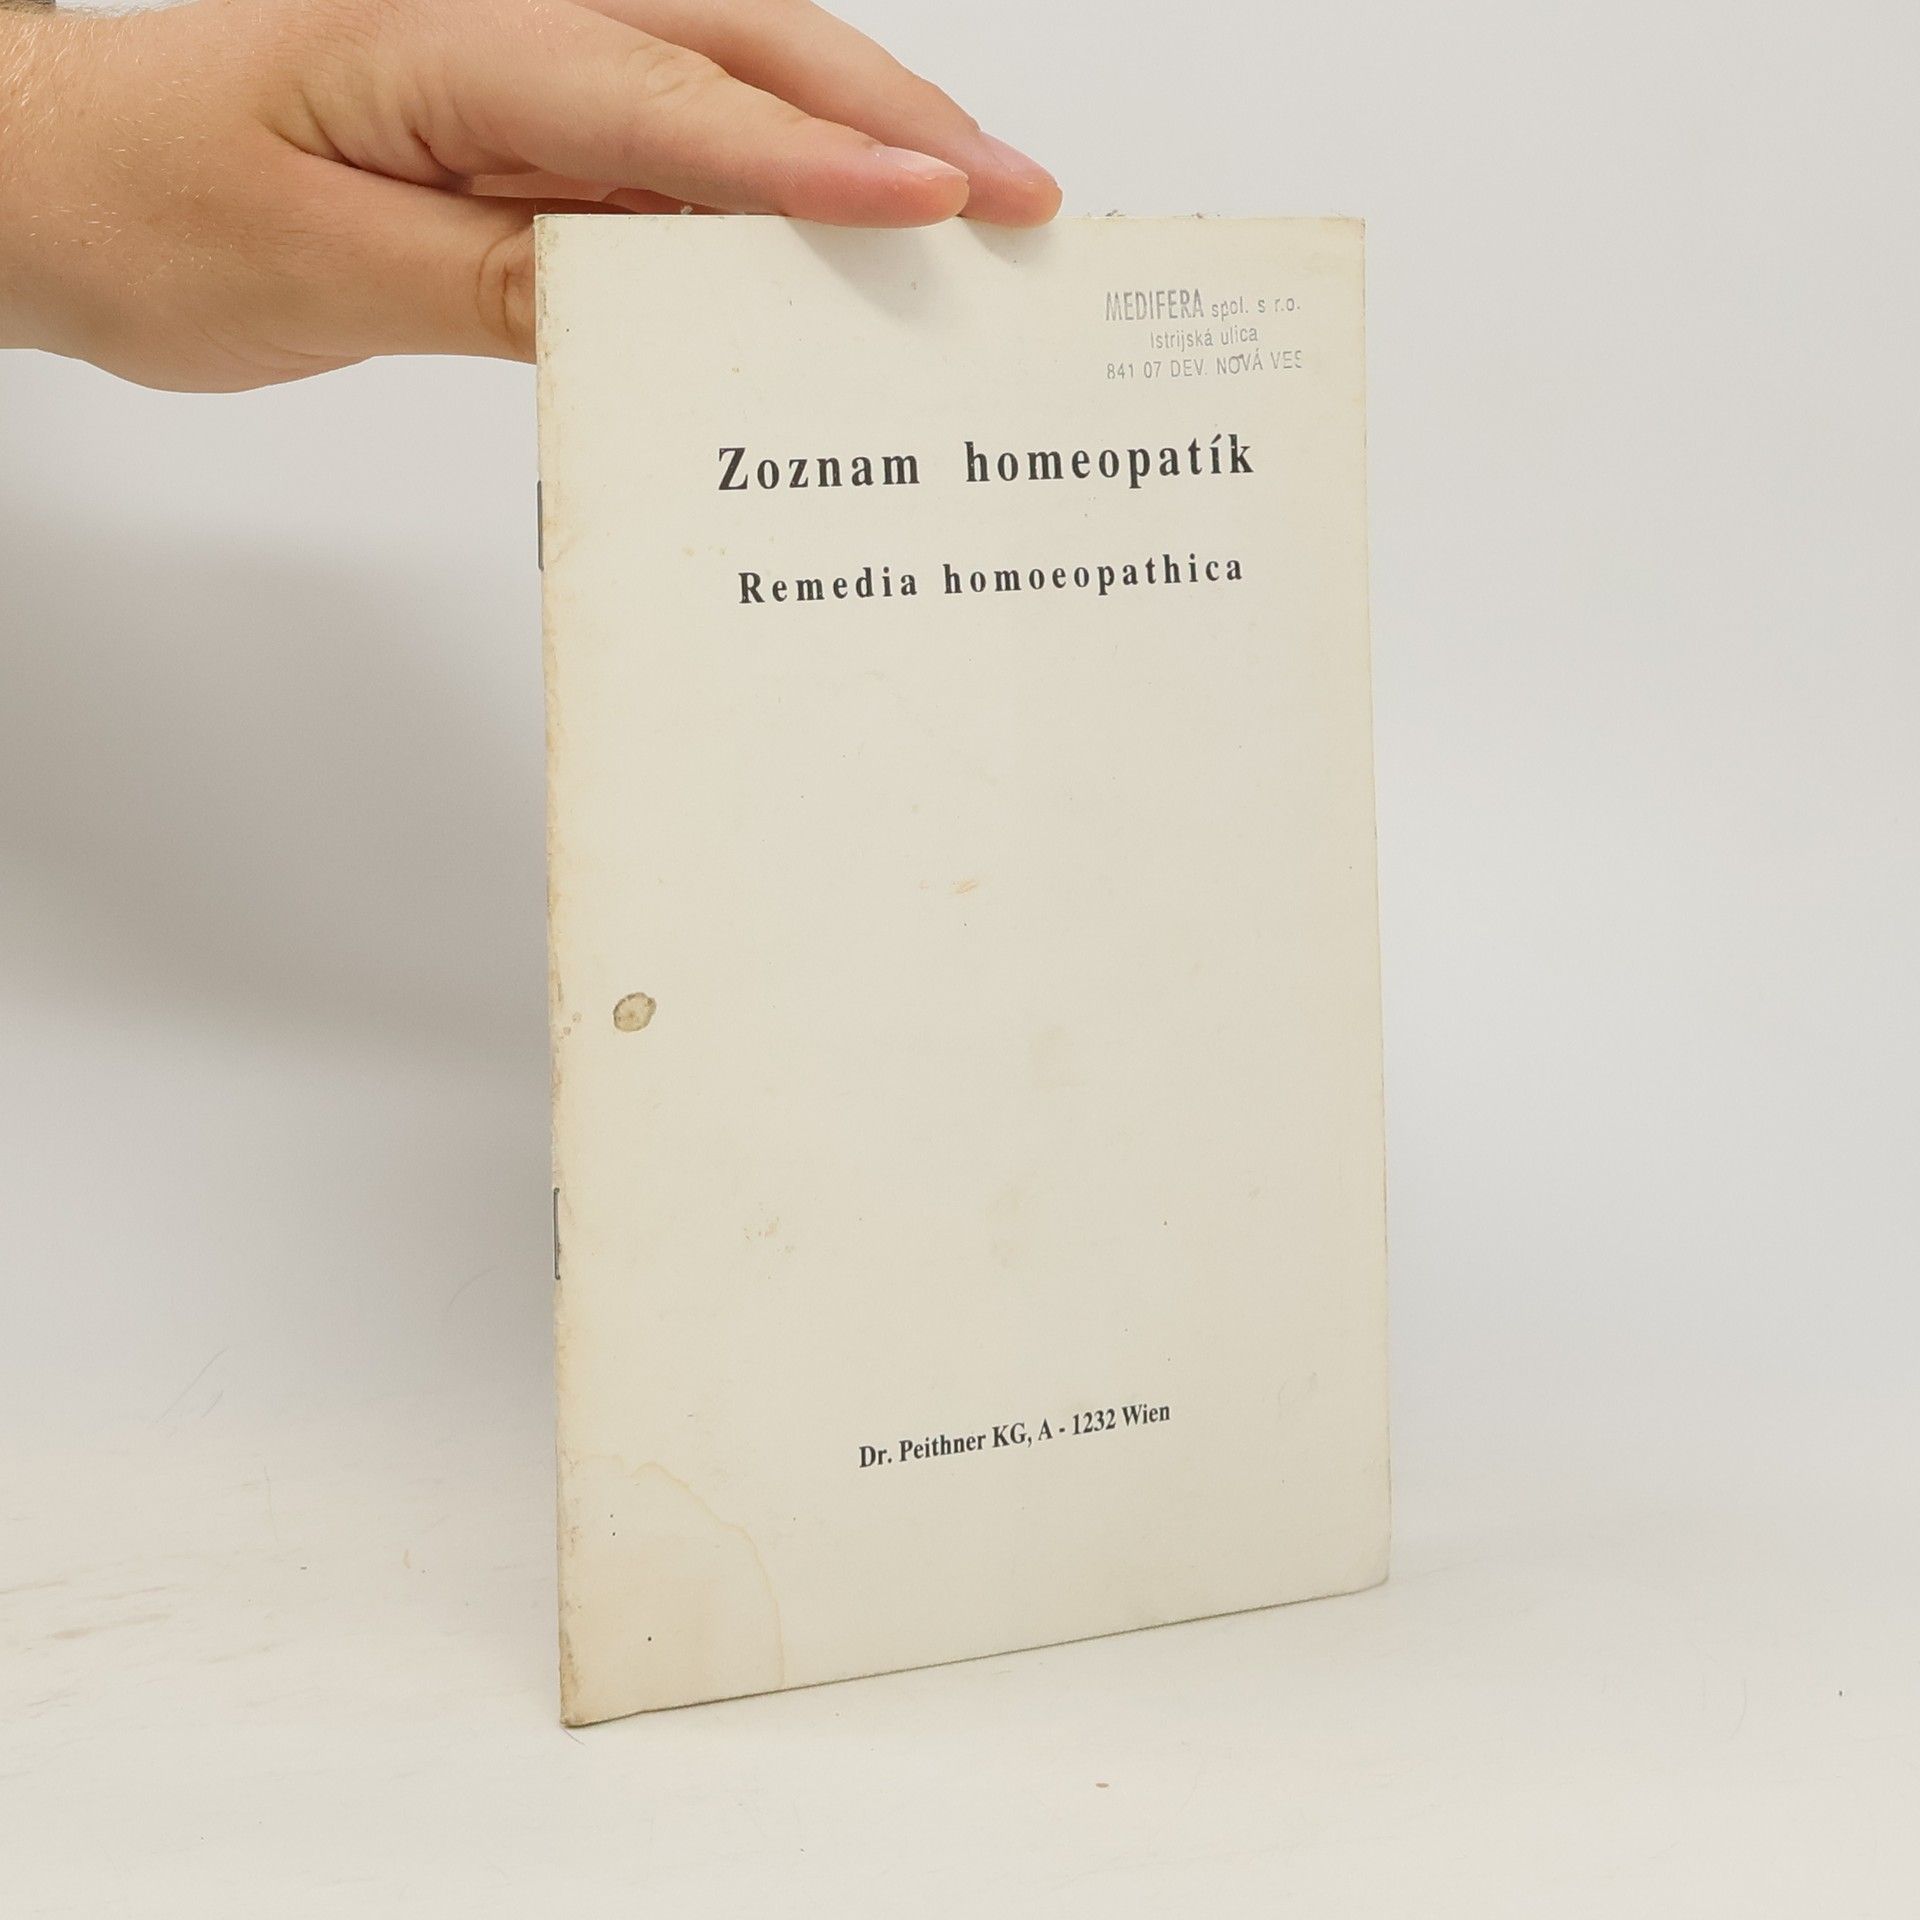 MEDIFERA spol. s r.o.
Istrijská ulica
841 07 DEV. NOVÁ VES
Zoznam homeopatík
Remedia homoeopathica
Dr. Peithner KG, A - 1232 Wien